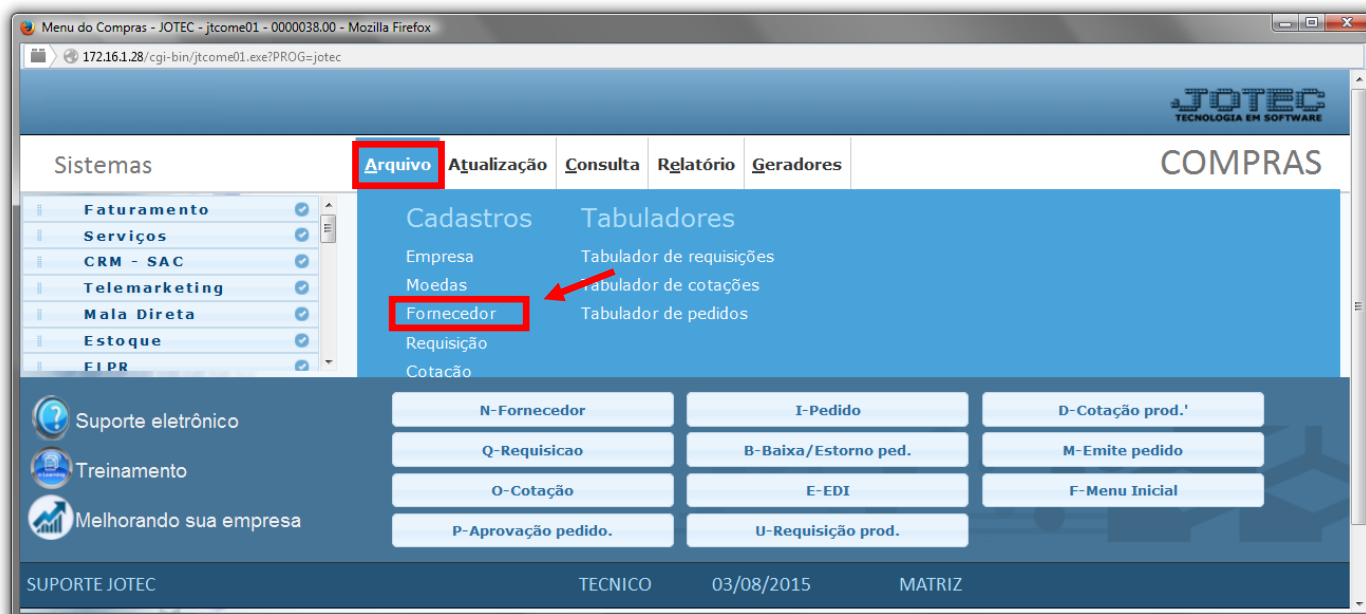 Menu do Compras - JOTEC - jtcome01 - 0000038.00 - Mozilla Firefox
172.16.1.28/cgi-bin/jtcome01.exe?PROG=jotec
JOTEC
TECNOLOGIA EM SOFTWARE
Sistemas
Arquivo Atualização Consulta Relatório Geradores
COMPRAS
Faturamento
Serviços
CRM - SAC
Telemarketing
Mala Direta
Estoque
FLPR
Cadastros
Empresa
Moedas
Fornecedor
Requisição
Cotação
Tabuladores
Tabulador de requisições
Tabulador de cotações
Tabulador de pedidos
Suporte eletrônico
Treinamento
Melhorando sua empresa
N-Fornecedor I-Pedido D-Cotação prod.'
Q-Requisicao B-Baixa/Estorno ped. M-Emite pedido
O-Cotação E-EDI F-Menu Inicial
P-Aprovação pedido. U-Requisição prod.
SUPORTE JOTEC TECNICO 03/08/2015 MATRIZ